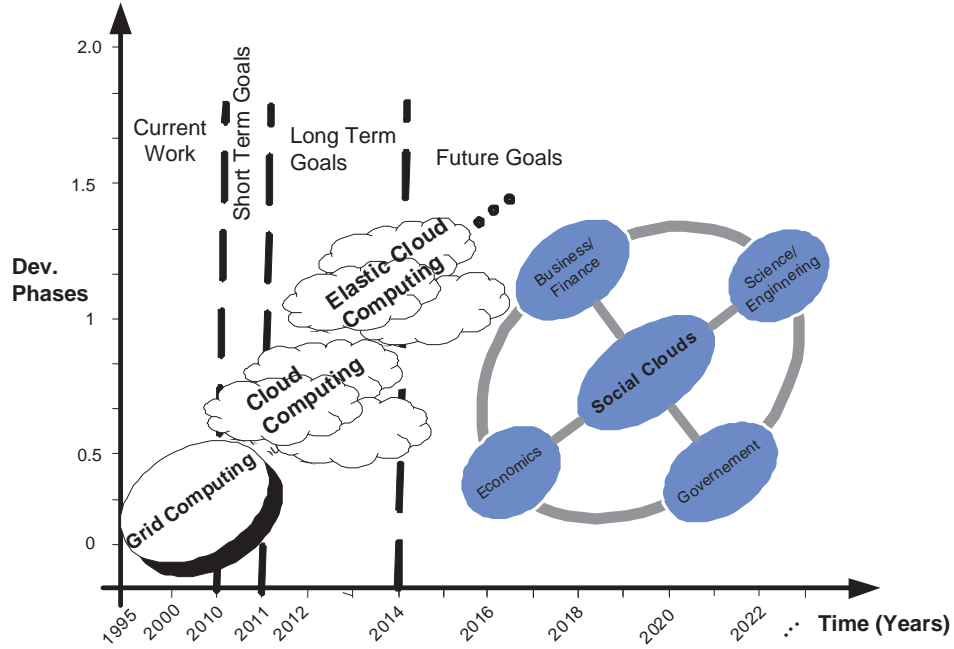 2.0
1.5
1
0.5
0
Dev.
Phases
Current
Work
Short Term Goals
Long Term
Goals
Future Goals
Elastic Cloud
Computing
Cloud
Computing
Grid Computing
Business/
Finance
Science/
Enginnering
Social Clouds
Economics
Governement
1995
2000
2010
2011
2012
2014
2016
2018
2020
2022
...
Time (Years)